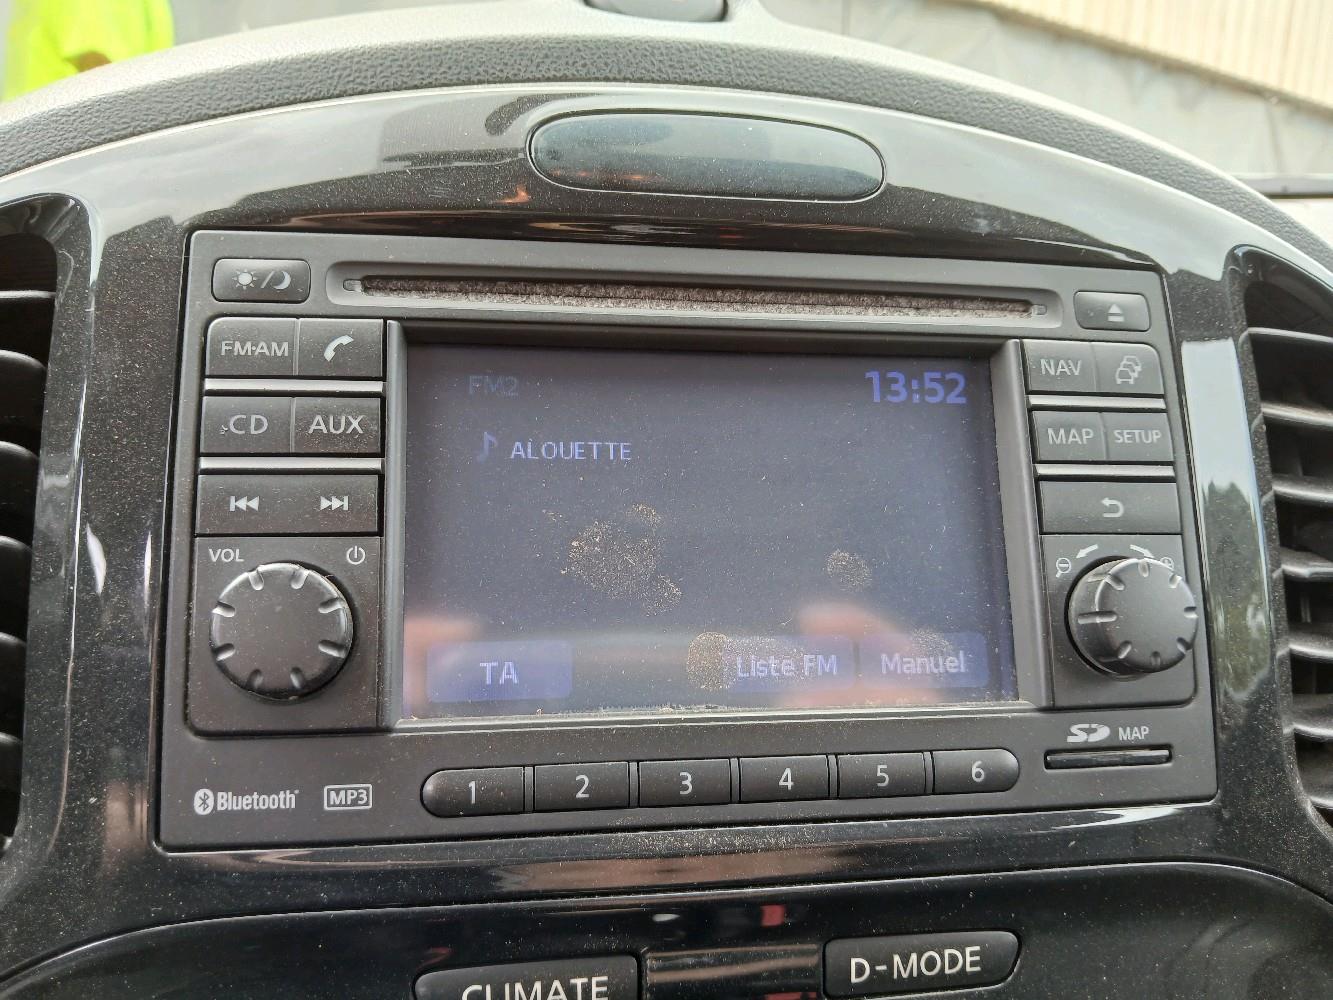 FM·AM
NAV
FM2
13:52
CD
AUX
MAP
SETUP
ALOUETTE
VOL
TA
Liste FM
Manuel
SD MAP
Bluetooth
MP3
1
2
3
4
5
6
CLIMATE
D-MODE